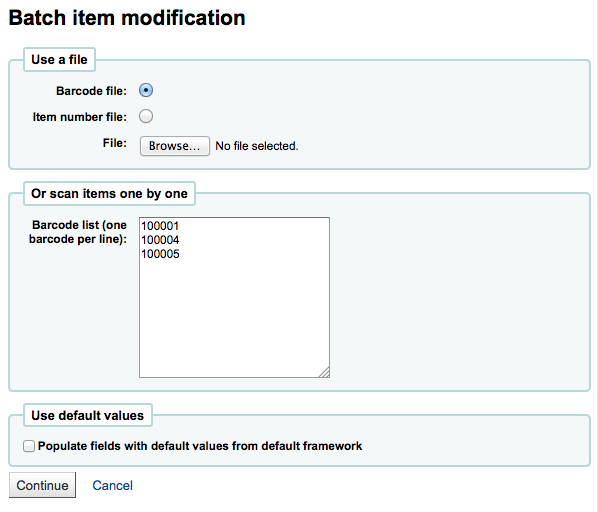 Batch item modification
Use a file
Barcode file:
Item number file:
File: Browse... No file selected.
Or scan items one by one
Barcode list (one
barcode per line):
100001
100004
100005
Use default values
Populate fields with default values from default framework
Continue Cancel